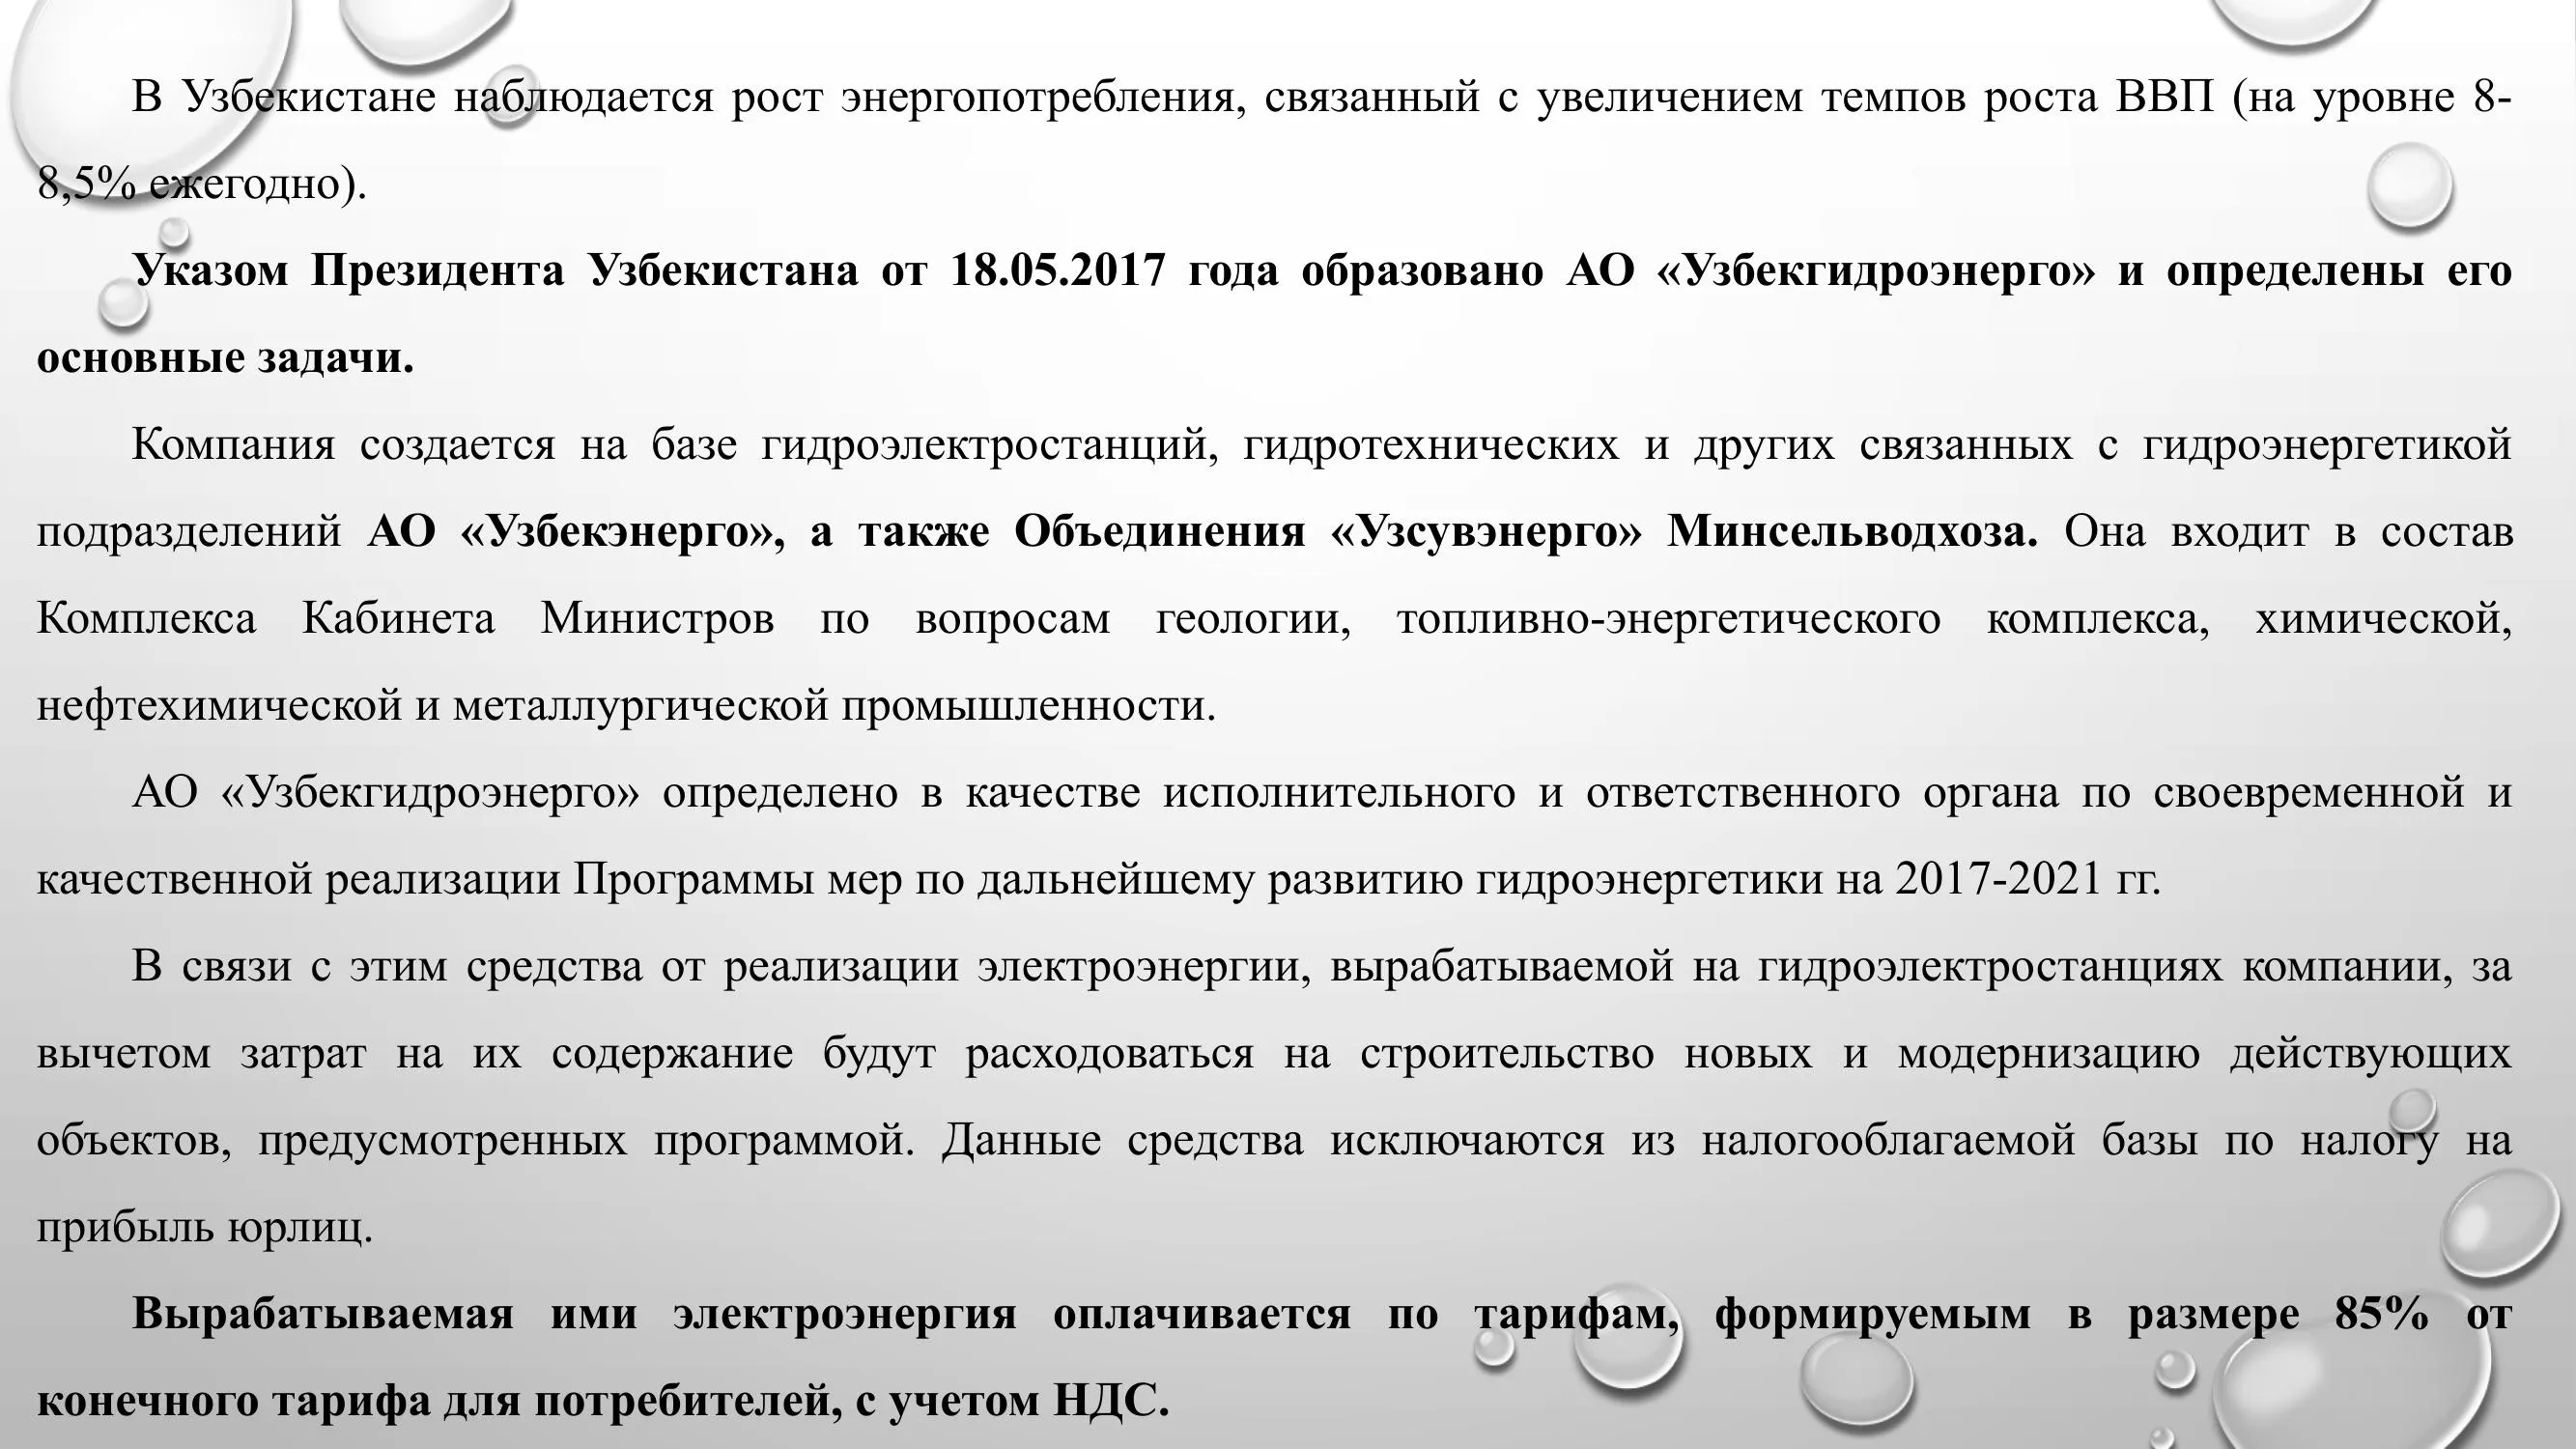 В Узбекистане наблюдается рост энергопотребления, связанный с увеличением темпов роста ВВП (на уровне 8-
8,5% ежегодно).
Указом Президента Узбекистана от 18.05.2017 года образовано АО «Узбекгидроэнерго» и определены его
основные задачи.
Компания создается на базе гидроэлектростанций, гидротехнических и других связанных с гидроэнергетикой
подразделений АО «Узбекэнерго», а также Объединения «Узсувэнерго» Минсельводхоза. Она входит в состав
Комплекса Кабинета Министров по вопросам геологии, топливно-энергетического комплекса, химической,
нефтехимической и металлургической промышленности.
АО «Узбекгидроэнерго» определено в качестве исполнительного и ответственного органа по своевременной и
качественной реализации Программы мер по дальнейшему развитию гидроэнергетики на 2017-2021 гг.
В связи с этим средства от реализации электроэнергии, вырабатываемой на гидроэлектростанциях компании, за
вычетом затрат на их содержание будут расходоваться на строительство новых и модернизацию действующих
объектов, предусмотренных программой. Данные средства исключаются из налогооблагаемой базы по налогу на
прибыль юрлиц.
Вырабатываемая ими электроэнергия оплачивается по тарифам, формируемым в размере 85% от
конечного тарифа для потребителей, с учетом НДС.